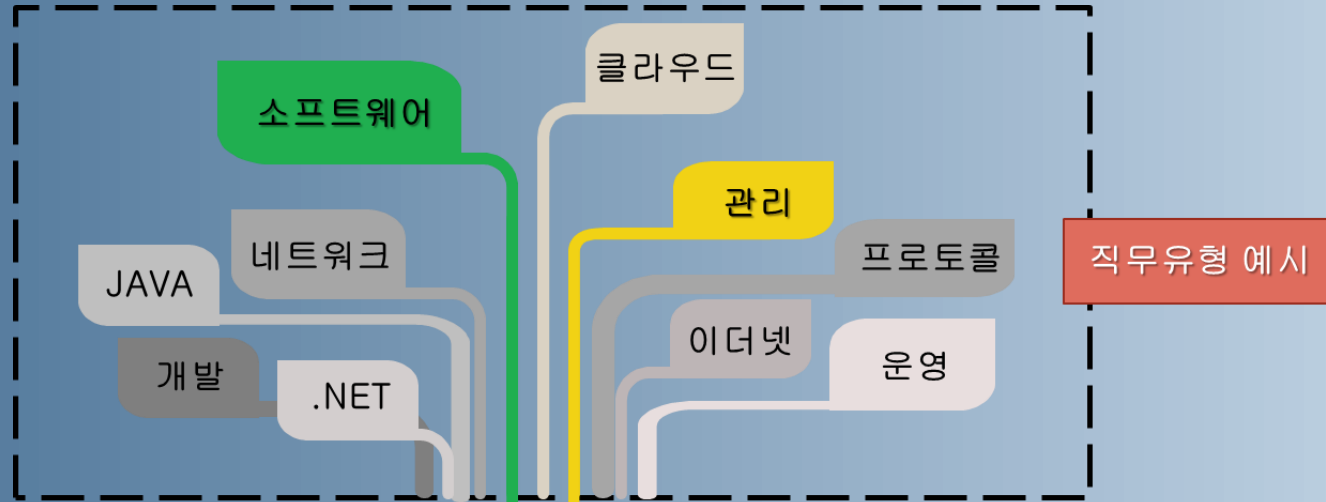 클라우드
소프트웨어
관리
네트워크
프로토콜
직무유형 예시
JAVA
이더넷
개발
.NET
운영